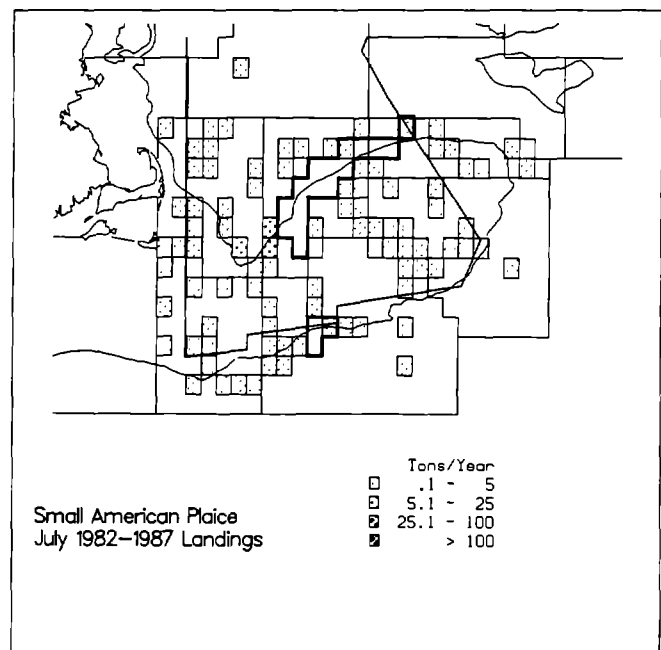 Tons/Year
.1 - 5
5.1 - 25
25.1 - 100
> 100
Small American Plaice
July 1982-1987 Landings